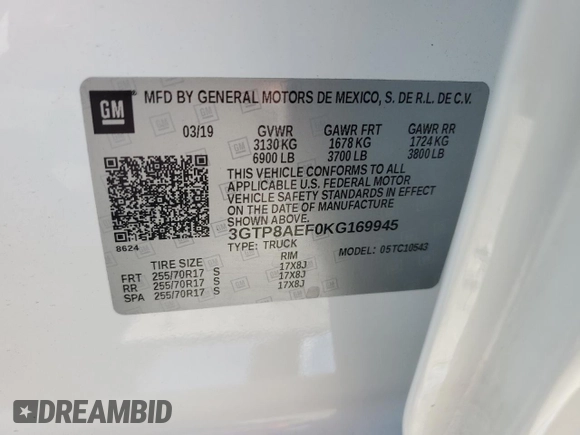 GM
MFD BY GENERAL MOTORS DE MEXICO, S. DE R.L. DE C.V.
03/19 GVWR GAWR FRT GAWR RR
3130 KG 1678 KG 1724 KG
6900 LB 3700 LB 3800 LB
THIS VEHICLE CONFORMS TO ALL
APPLICABLE U.S. FEDERAL MOTOR
VEHICLE SAFETY STANDARDS IN EFFECT
ON THE DATE OF MANUFACTURE
SHOWN ABOVE.
8624 3GTP8AEF0KG169945
TYPE: TRUCK 05TC10543
TIRE SIZE RIM
FRT 255/70R17 S 17X8J
RR 255/70R17 S 17X8J
SPA 255/70R17 S 17X8J
DREAMBID